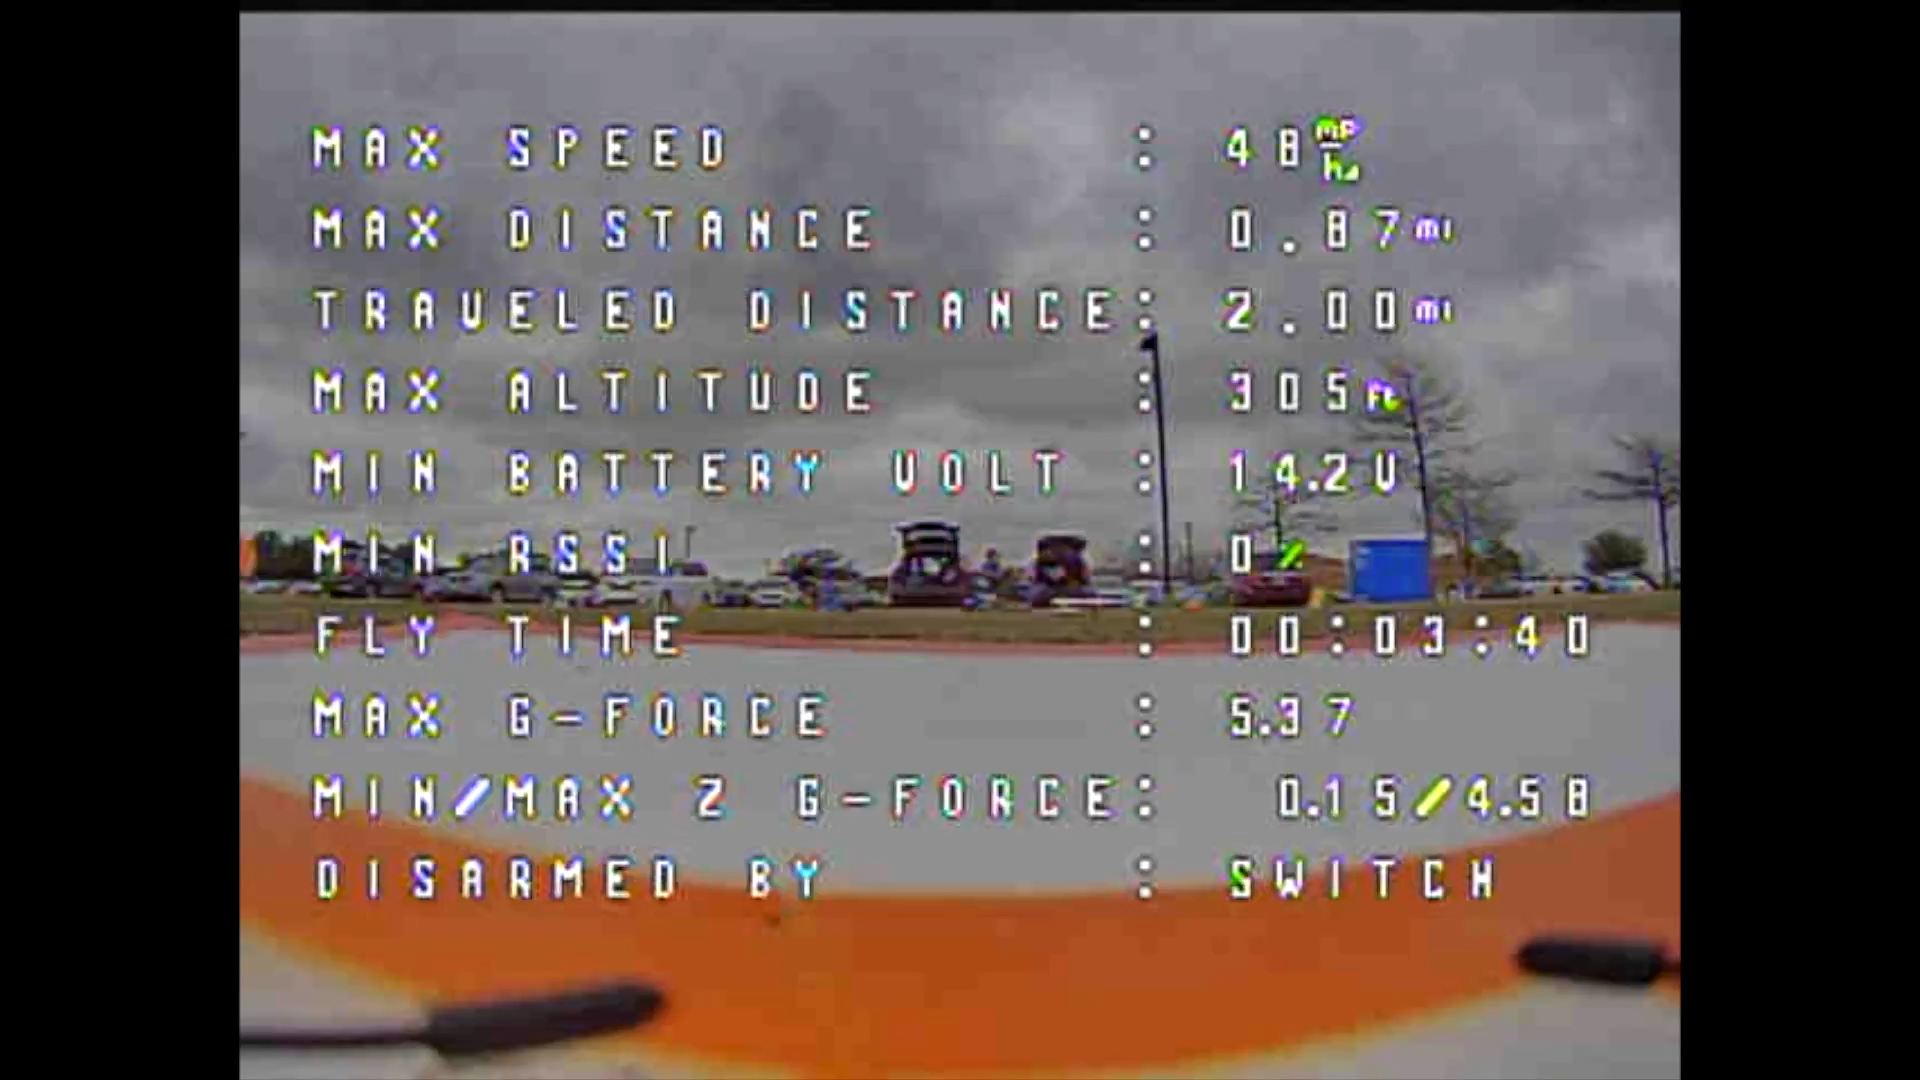 MAX SPEED : 48 mph
MAX DISTANCE : 0.87 mi
TRAVELED DISTANCE: 2.00 mi
MAX ALTITUDE : 305 ft
MIN BATTERY VOLT : 14.2V
MIN RSSI : 0%
FLY TIME : 00:03:40
MAX G-FORCE : 5.37
MIN/MAX Z G-FORCE: 0.15/4.58
DISARMED BY : SWITCH